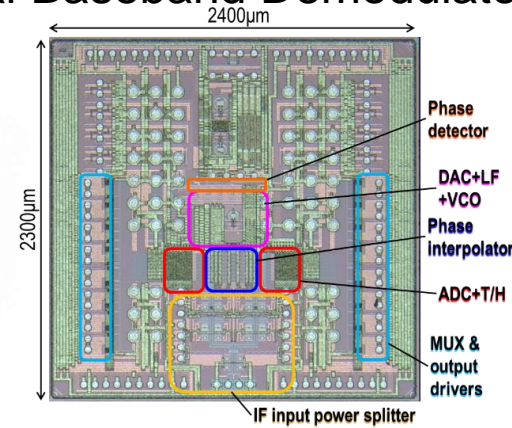 al Baseband Demodulato
2400µm
2300µm
Phase
detector
DAC+LF
+VCO
Phase
interpolator
ADC+T/H
MUX &
output
drivers
IF input power splitter